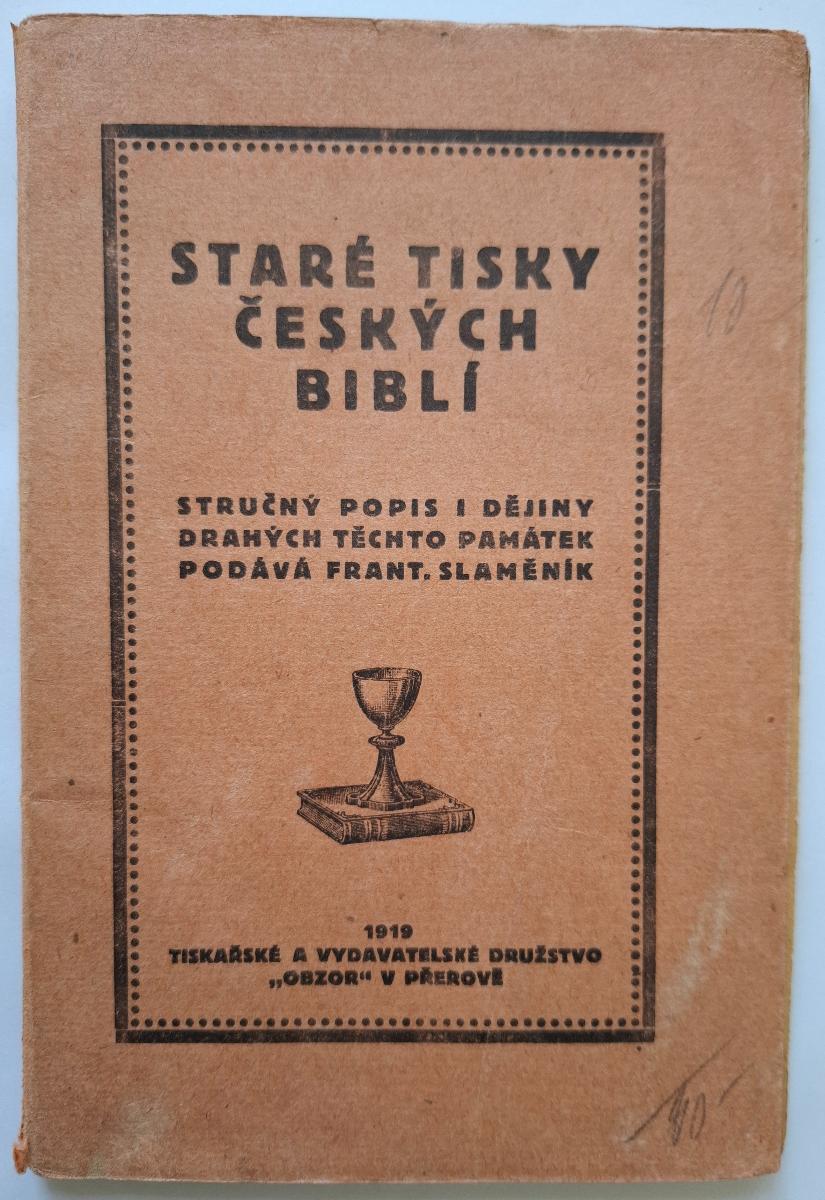 STARÉ TISKY
ČESKÝCH
BIBLÍ
STRUČNÝ POPIS I DĚJINY
DRAHÝCH TĚCHTO PAMÁTEK
PODÁVÁ FRANT. SLAMĚNÍK
1919
TISKAŘSKÉ A VYDAVATELSKÉ DRUŽSTVO
„OBZOR“ V PŘEROVĚ
10